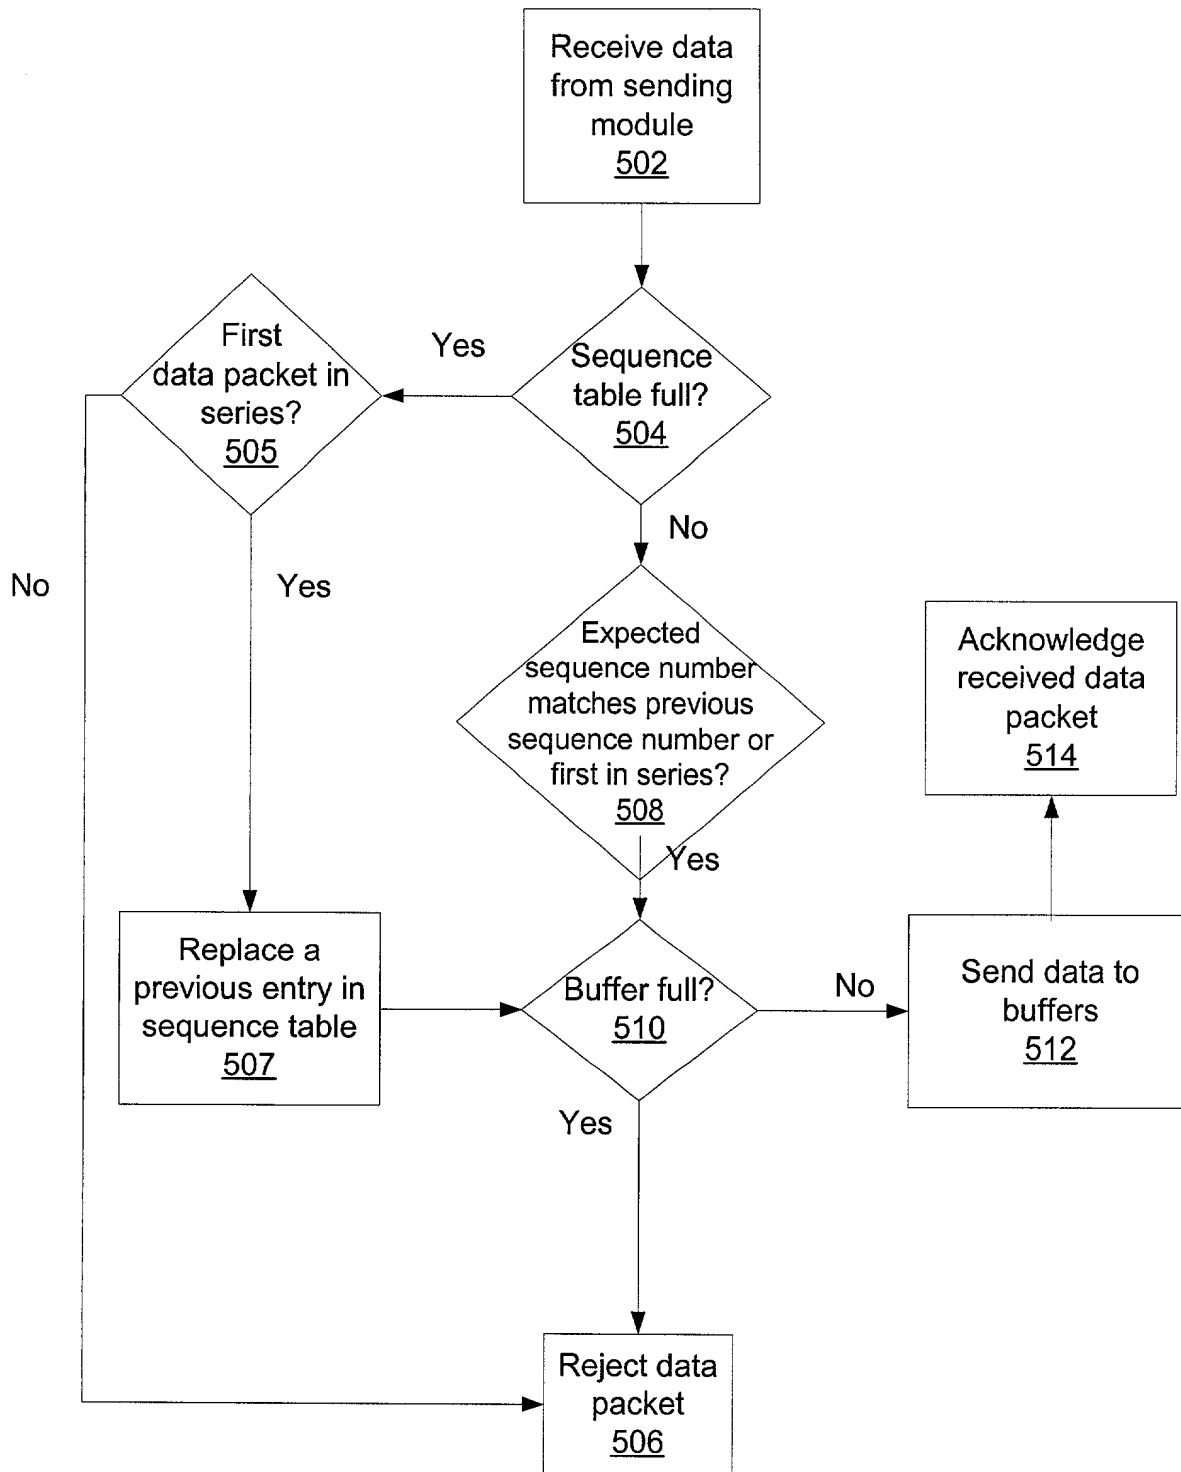 Receive data
from sending
module
502
First
data packet in
series?
505
Yes
Sequence
table full?
504
No
No
Yes
Expected
sequence number
matches previous
sequence number or
first in series?
508
Yes
Acknowledge
received data
packet
514
Replace a
previous entry in
sequence table
507
Buffer full?
510
No
Send data to
buffers
512
Yes
Reject data
packet
506